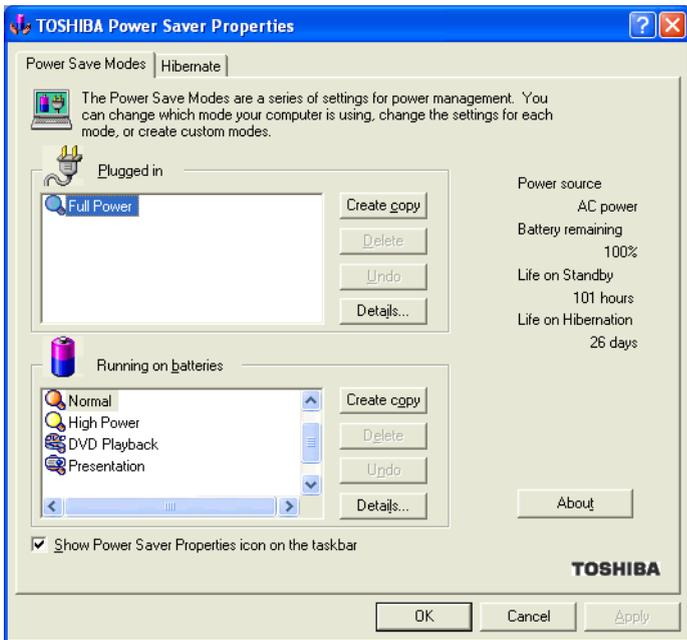 TOSHIBA Power Saver Properties
Power Save Modes
Hibernate
The Power Save Modes are a series of settings for power management. You
can change which mode your computer is using, change the settings for each
mode, or create custom modes.
Plugged in
Full Power
Create copy
Delete
Undo
Details...
Power source
AC power
Battery remaining
100%
Life on Standby
101 hours
Life on Hibernation
26 days
Running on batteries
Normal
High Power
DVD Playback
Presentation
Create copy
Delete
Undo
Details...
About
Show Power Saver Properties icon on the taskbar
TOSHIBA
OK
Cancel
Apply